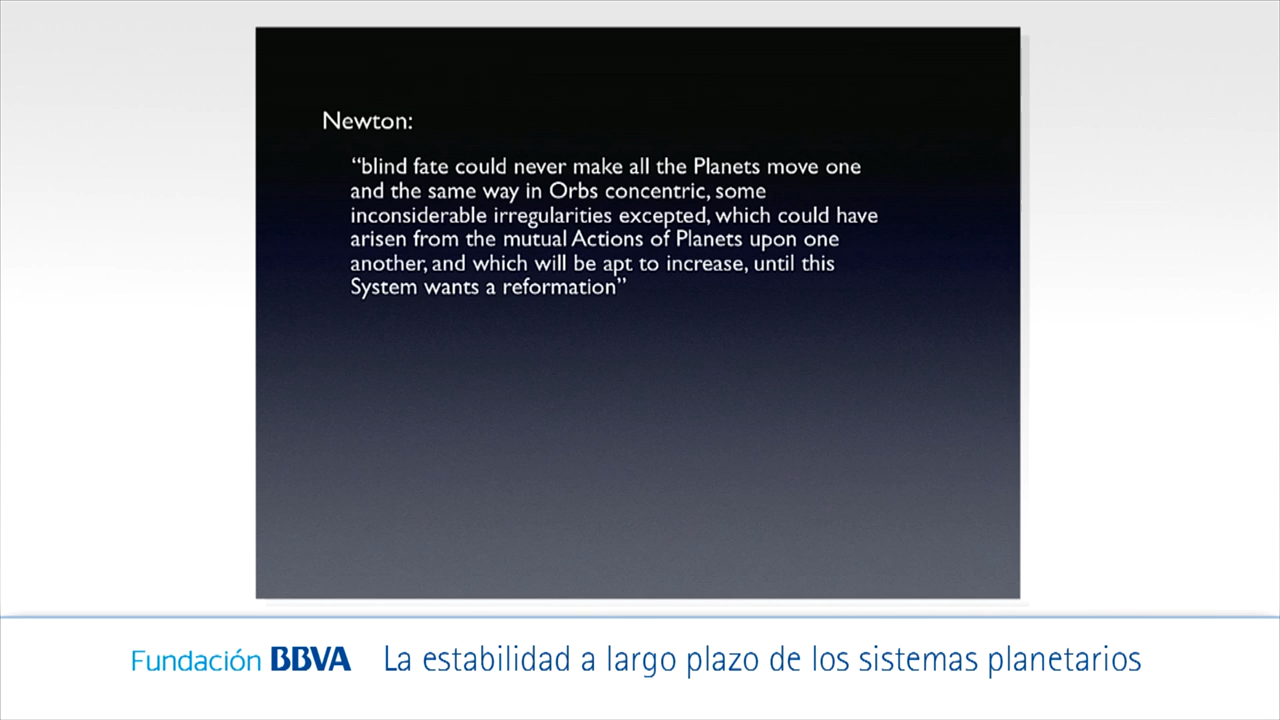 Newton:
“blind fate could never make all the Planets move one
and the same way in Orbs concentric, some
inconsiderable irregularities excepted, which could have
arisen from the mutual Actions of Planets upon one
another, and which will be apt to increase, until this
System wants a reformation”
Fundación BBVA La estabilidad a largo plazo de los sistemas planetarios